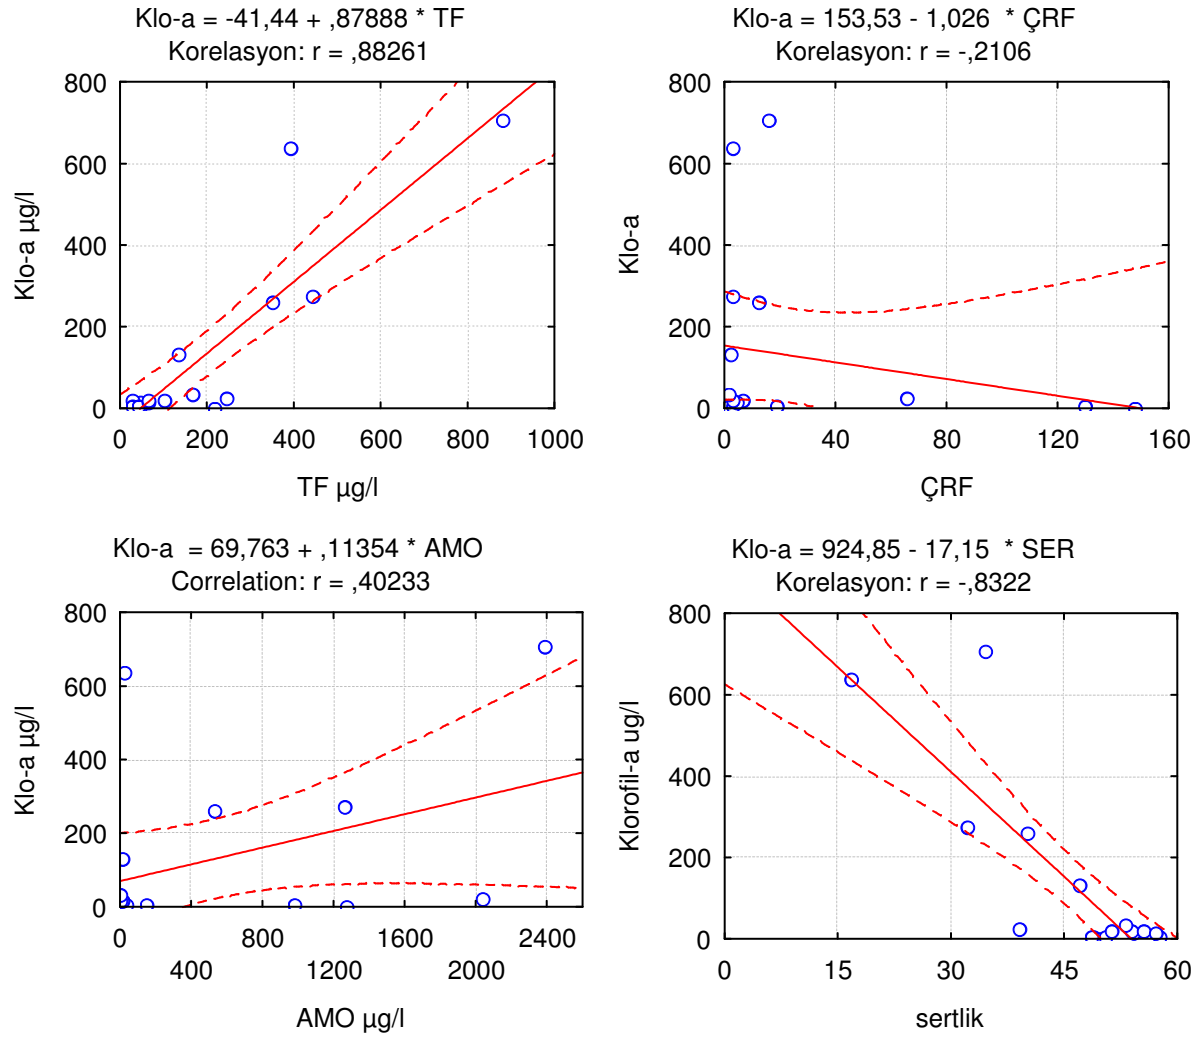 Klo-a = -41,44 + ,87888 * TF
Korelasyon: r = ,88261
800
600
400
200
0
Klo-a µg/l
0 200 400 600 800 1000
TF µg/l
Klo-a = 153,53 - 1,026 * ÇRF
Korelasyon: r = -,2106
800
600
400
200
0
Klo-a
0 40 80 120 160
ÇRF
Klo-a = 69,763 + ,11354 * AMO
Correlation: r = ,40233
800
600
400
200
0
Klo-a µg/l
0 800 1600 2400
400 1200 2000
AMO µg/l
Klo-a = 924,85 - 17,15 * SER
Korelasyon: r = -,8322
800
600
400
200
0
Klorofil-a ug/l
0 15 30 45 60
sertlik